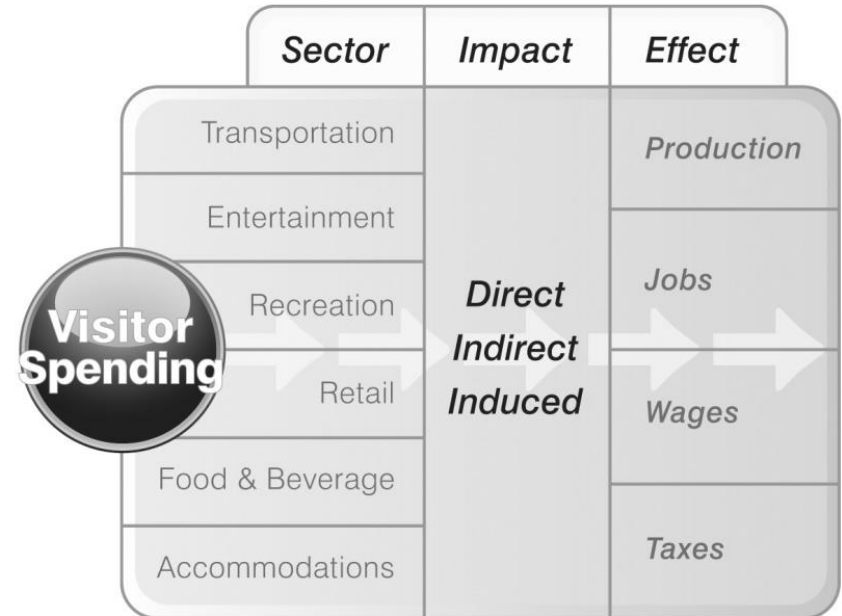 Sector Impact Effect
Transportation
Entertainment
Recreation
Retail
Food & Beverage
Accommodations
Visitor
Spending
Direct
Indirect
Induced
Production
Jobs
Wages
Taxes